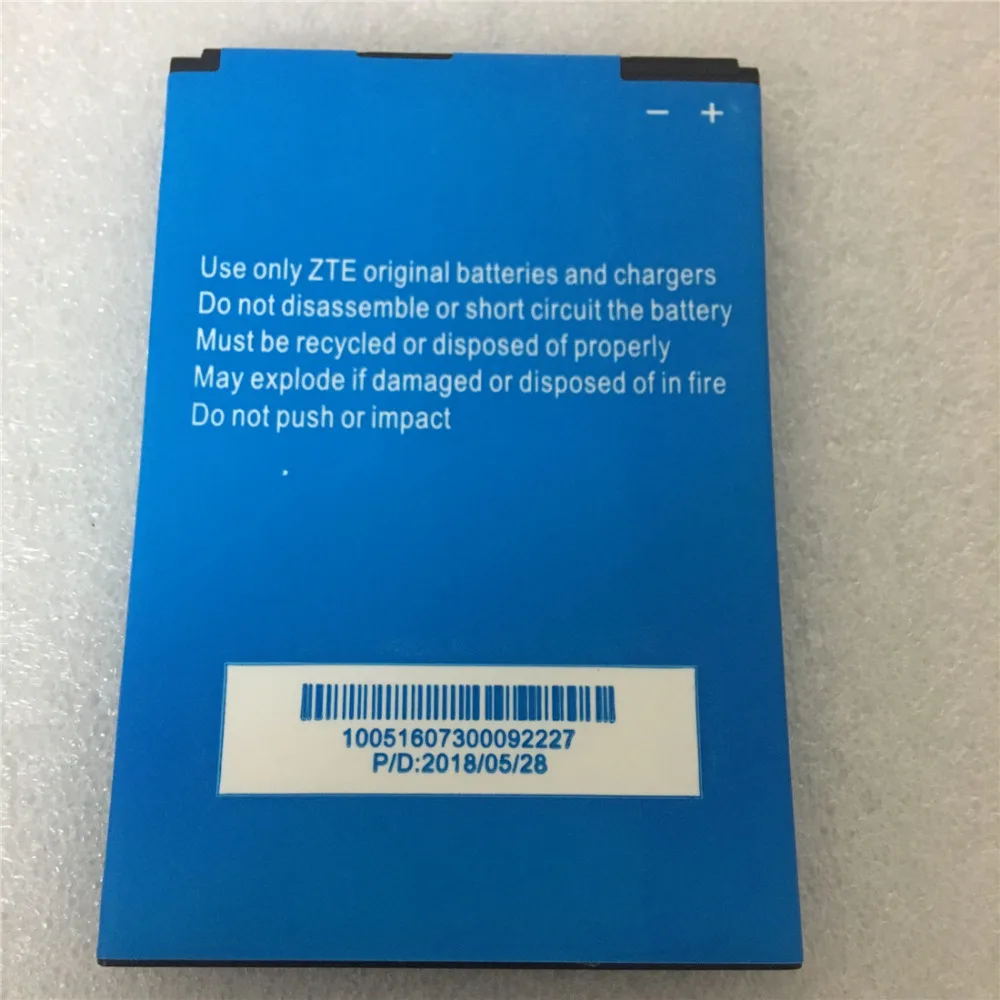 − +
Use only ZTE original batteries and chargers
Do not disassemble or short circuit the battery
Must be recycled or disposed of properly
May explode if damaged or disposed of in fire
Do not push or impact
10051607300092227
P/D:2018/05/28